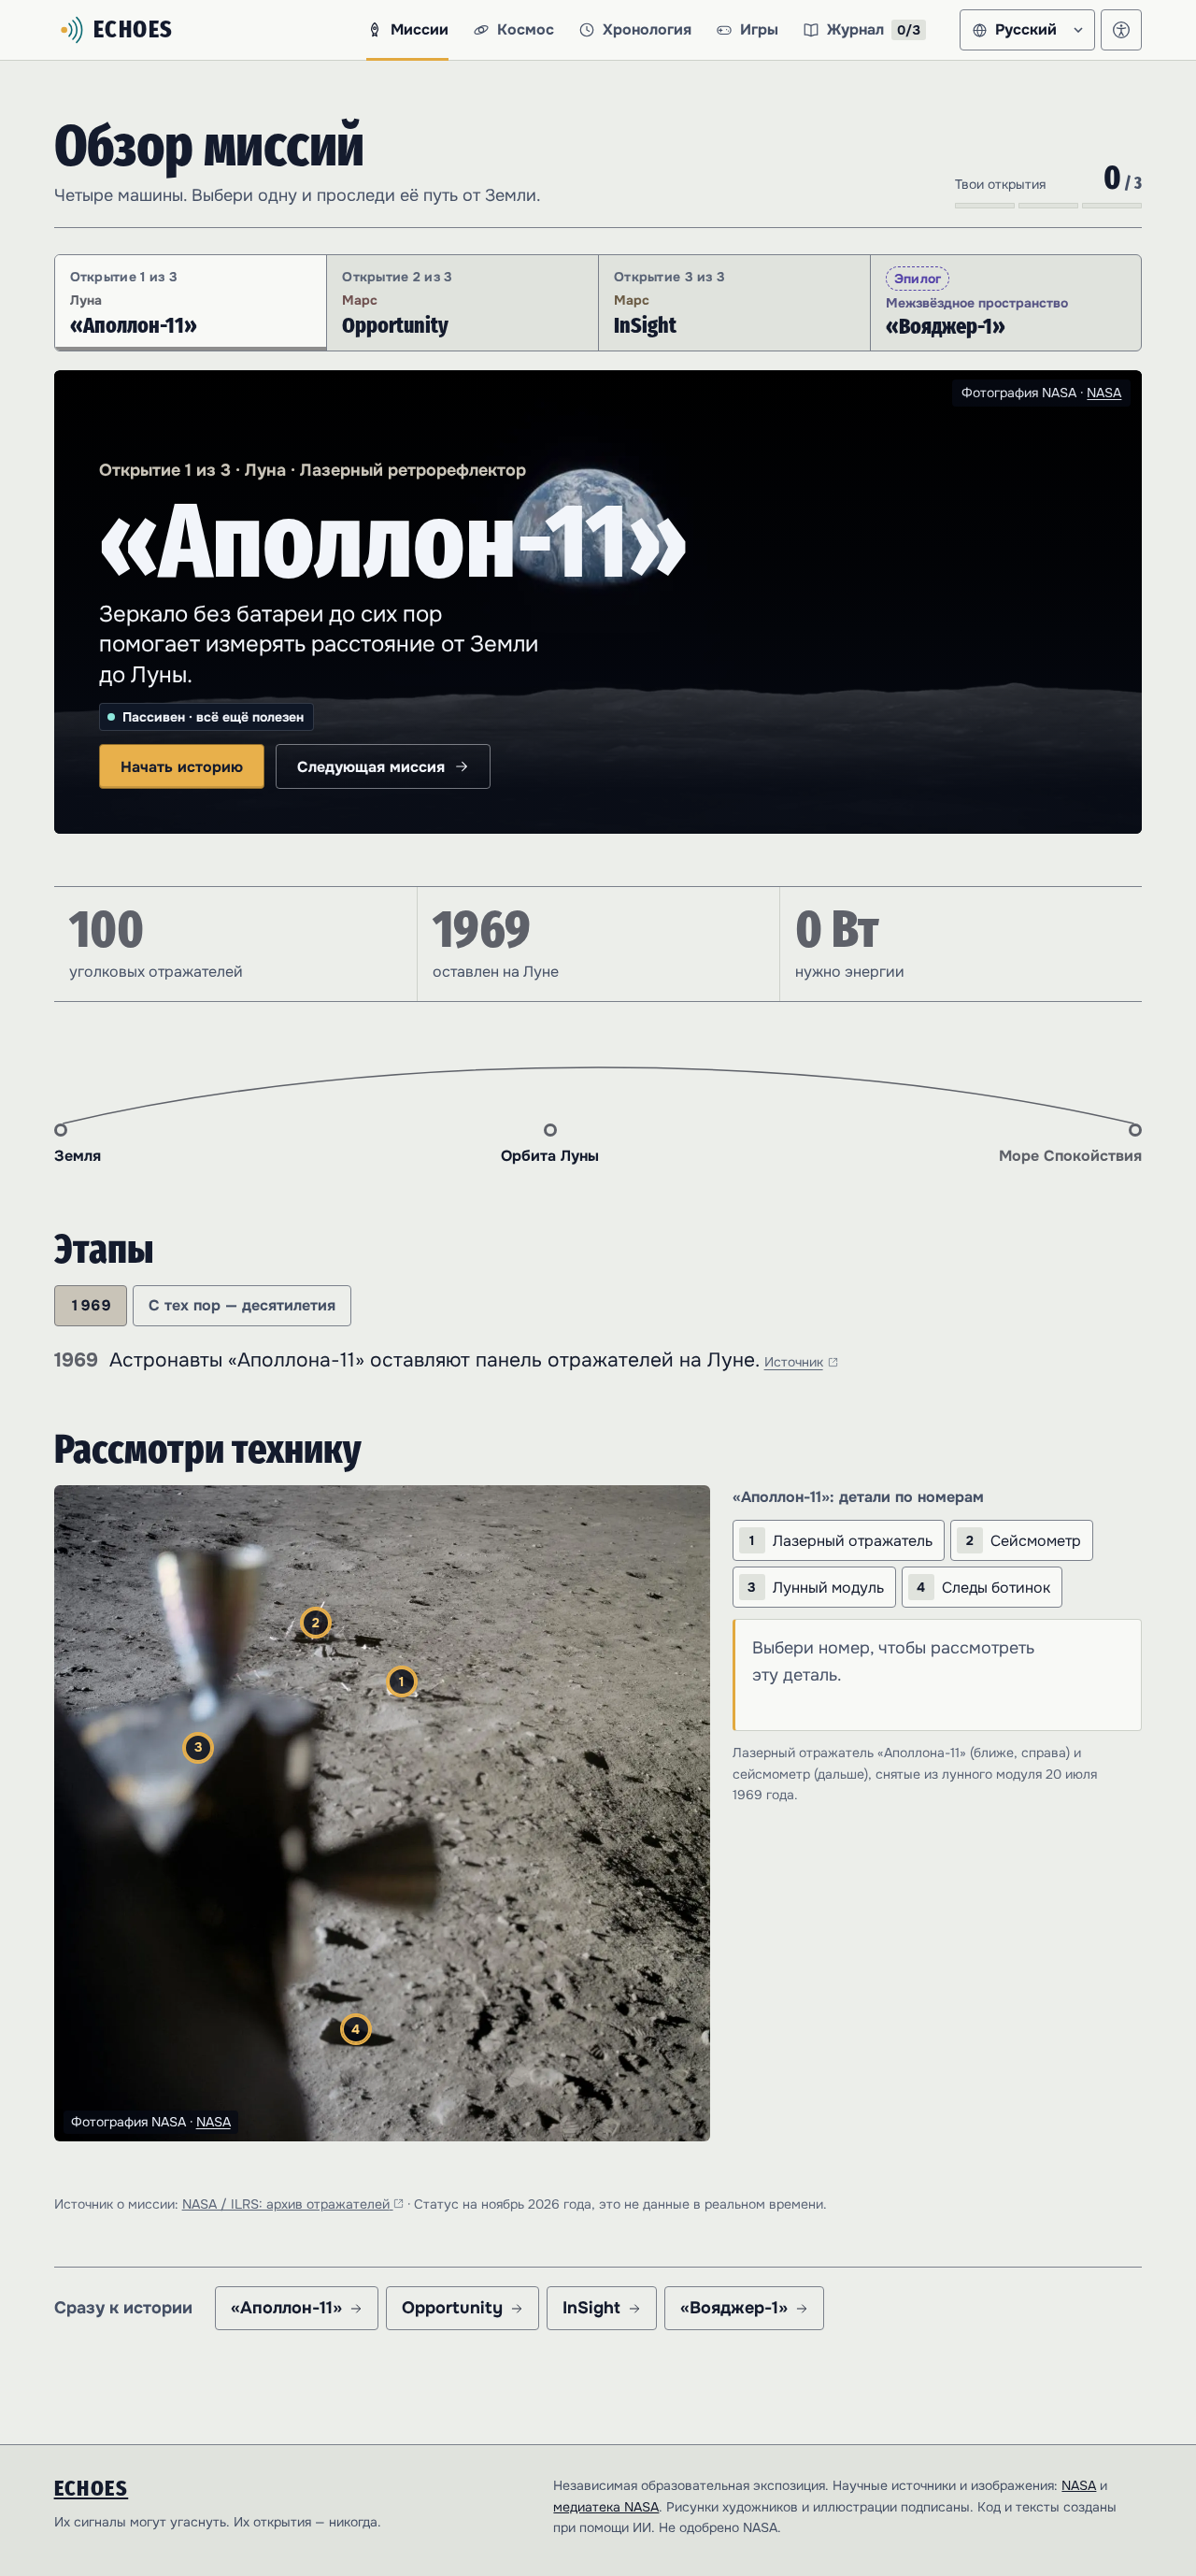 ECHOES
Миссии
Космос
Хронология
Игры
Журнал 0/3
Русский
Обзор миссий
Четыре машины. Выбери одну и проследи её путь от Земли.
Твои открытия 0 / 3
Открытие 1 из 3
Луна
«Аполлон-11»
Открытие 2 из 3
Марс
Opportunity
Открытие 3 из 3
Марс
InSight
Эпилог
Межзвёздное пространство
«Вояджер-1»
Фотография NASA · NASA
Открытие 1 из 3 · Луна · Лазерный ретрорефлектор
«Аполлон-11»
Зеркало без батареи до сих пор
помогает измерять расстояние от Земли
до Луны.
Пассивен · всё ещё полезен
Начать историю
Следующая миссия →
100
уголковых отражателей
1969
оставлен на Луне
0 Вт
нужно энергии
Земля
Орбита Луны
Море Спокойствия
Этапы
1969
С тех пор — десятилетия
1969 Астронавты «Аполлона-11» оставляют панель отражателей на Луне. Источник
Рассмотри технику
2
1
3
4
Фотография NASA · NASA
«Аполлон-11»: детали по номерам
1 Лазерный отражатель
2 Сейсмометр
3 Лунный модуль
4 Следы ботинок
Выбери номер, чтобы рассмотреть
эту деталь.
Лазерный отражатель «Аполлона-11» (ближе, справа) и
сейсмометр (дальше), снятые из лунного модуля 20 июля
1969 года.
Источник о миссии: NASA / ILRS: архив отражателей · Статус на ноябрь 2026 года, это не данные в реальном времени.
Сразу к истории
«Аполлон-11» →
Opportunity →
InSight →
«Вояджер-1» →
ECHOES
Их сигналы могут угаснуть. Их открытия — никогда.
Независимая образовательная экспозиция. Научные источники и изображения: NASA и
медиатека NASA. Рисунки художников и иллюстрации подписаны. Код и тексты созданы
при помощи ИИ. Не одобрено NASA.